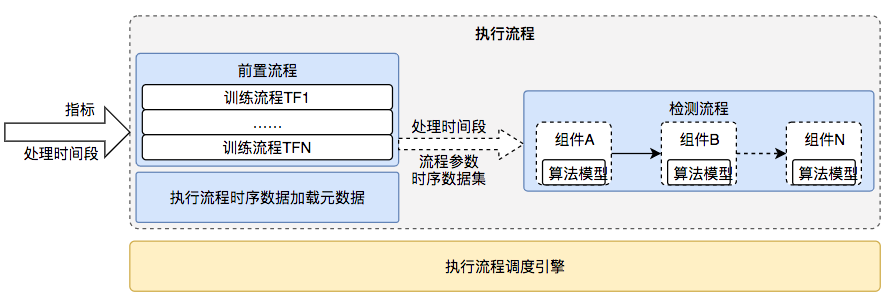 执行流程
前置流程
训练流程TF1
……
训练流程TFN
执行流程时序数据加载元数据
指标
处理时间段
处理时间段
流程参数
时序数据集
检测流程
组件A
算法模型
组件B
算法模型
组件N
算法模型
执行流程调度引擎